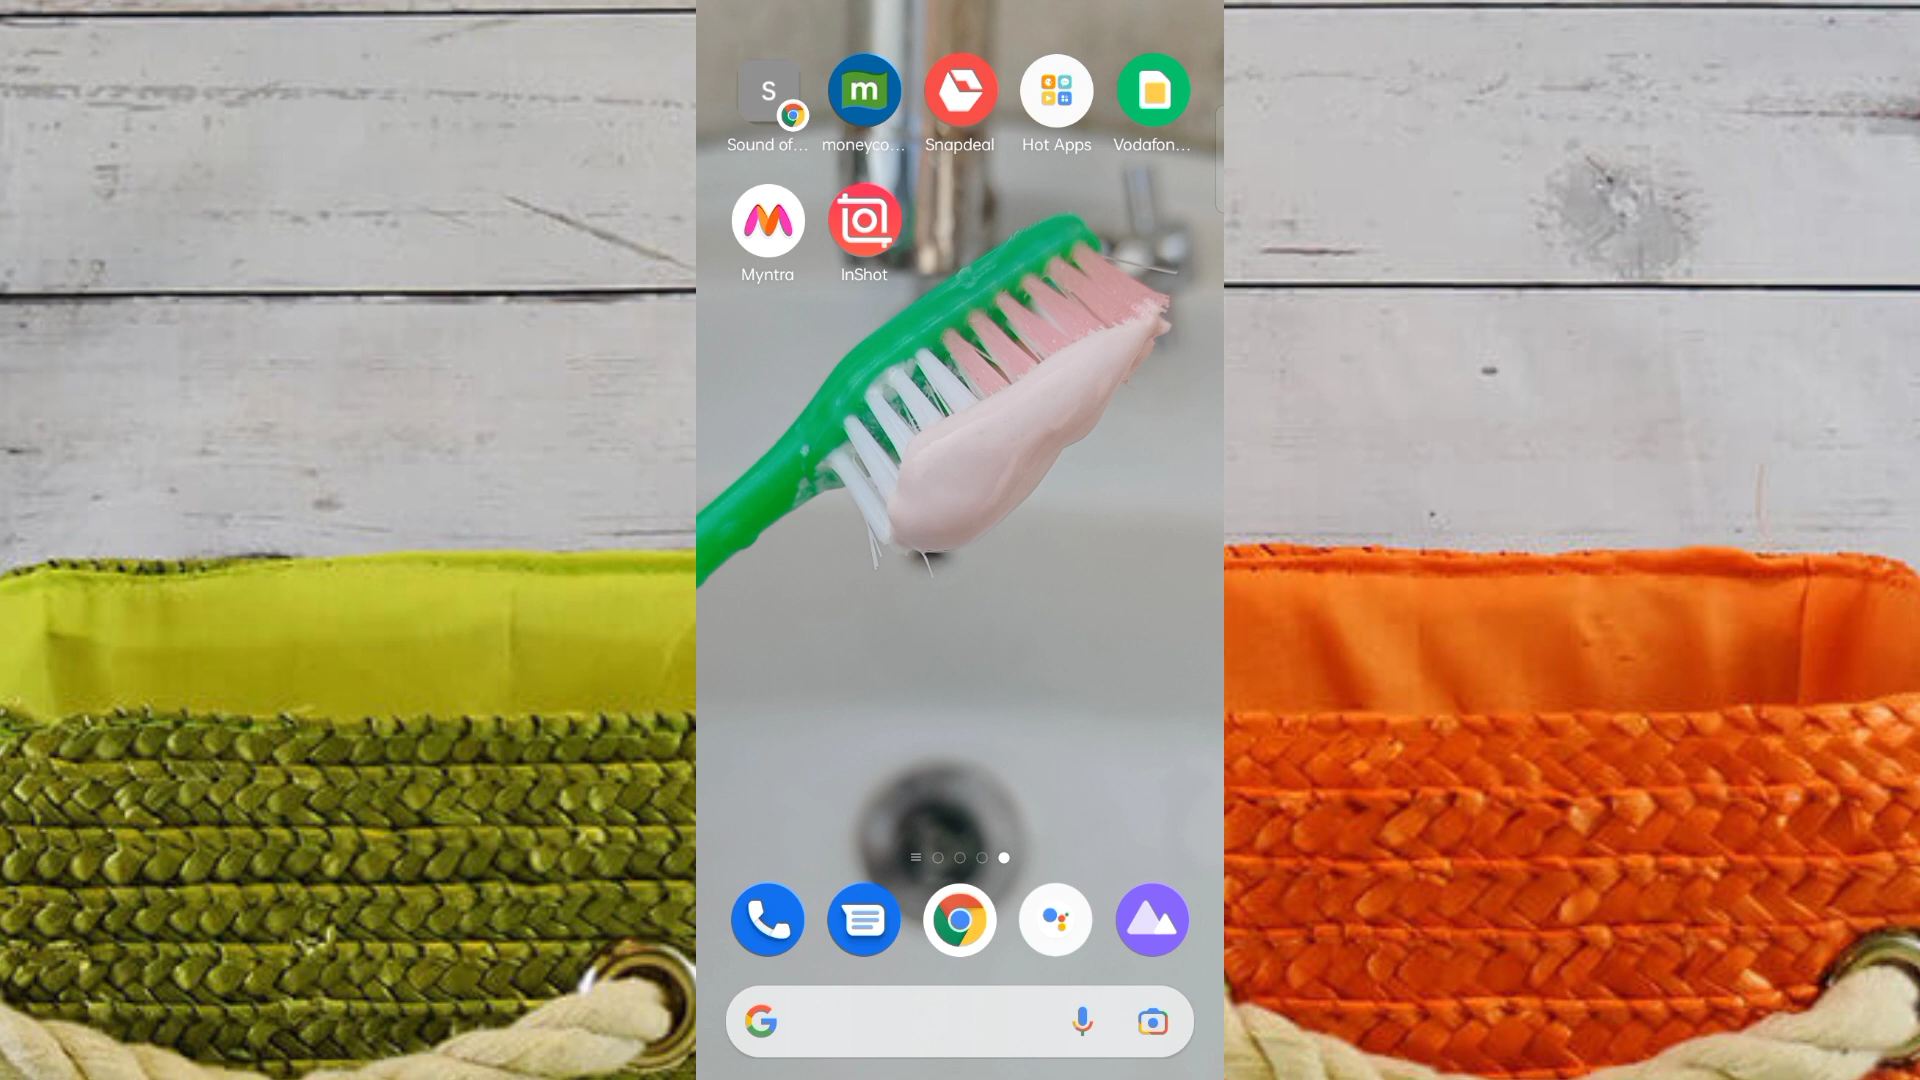 S
m
Sound of...
moneyco...
Snapdeal
Hot Apps
Vodafon...
Myntra
InShot
G